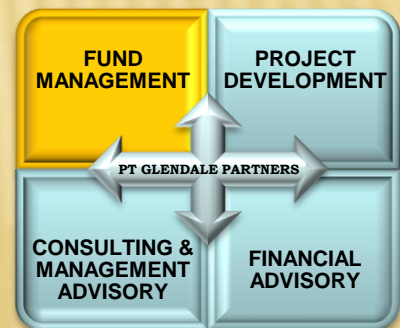 FUND
MANAGEMENT
PROJECT
DEVELOPMENT
PT GLENDALE PARTNERS
CONSULTING &
MANAGEMENT
ADVISORY
FINANCIAL
ADVISORY